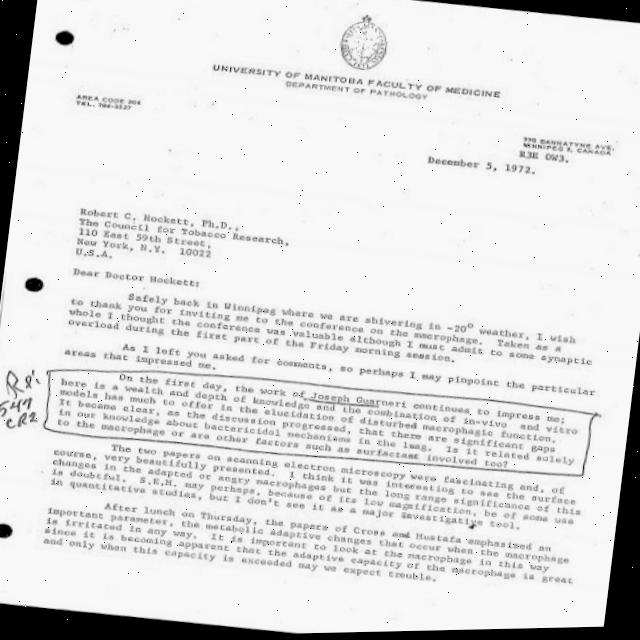 UNIVERSITY OF MANITOBA FACULTY OF MEDICINE
DEPARTMENT OF PATHOLOGY
AREA CODE 204
TEL. 786-3527
770 BANNATYNE AVE.
WINNIPEG 3, CANADA
R3E 0W3.
December 5, 1972.
Robert C. Hockett, Ph.D.,
The Council for Tobacco Research,
110 East 59th Street,
New York, N.Y. 10022
U.S.A.
Dear Doctor Hockett:
Safely back in Winnipeg where we are shivering in -20° weather, I wish
to thank you for inviting me to the conference on the macrophage. Taken as a
whole I thought the conference was valuable although I must admit to some synaptic
overload during the first part of the Friday morning session.
As I left you asked for comments, so perhaps I may pinpoint the particular
areas that impressed me.
On the first day, the work of Joseph Guarneri continues to impress me;
here is a wealth and depth of knowledge and the combination of in-vivo and vitro
models has much to offer in the elucidation of disturbed macrophagic function.
It became clear, as the discussion progressed, that there are significant gaps
in our knowledge about bactericidal mechanisms in the lung. Is it related solely
to the macrophage or are other factors such as surfactant involved too?
547
CR2
The two papers on scanning electron microscopy were fascinating and, of
course, very beautifully presented. I think it was interesting to see the surface
changes in the adapted or angry macrophages but the long range significance of this
is doubtful. S.E.M. may perhaps, because of its low magnification, be of some use
in quantitative studies, but I don't see it as a major investigative tool.
After lunch on Thursday, the papers of Cross and Mustafa emphasised an
important parameter, the metabolic adaptive changes that occur when the macrophage
is irritated in any way. It is important to look at the macrophage in this way
since it is becoming apparent that the adaptive capacity of the macrophage is great
and only when this capacity is exceeded may we expect trouble.